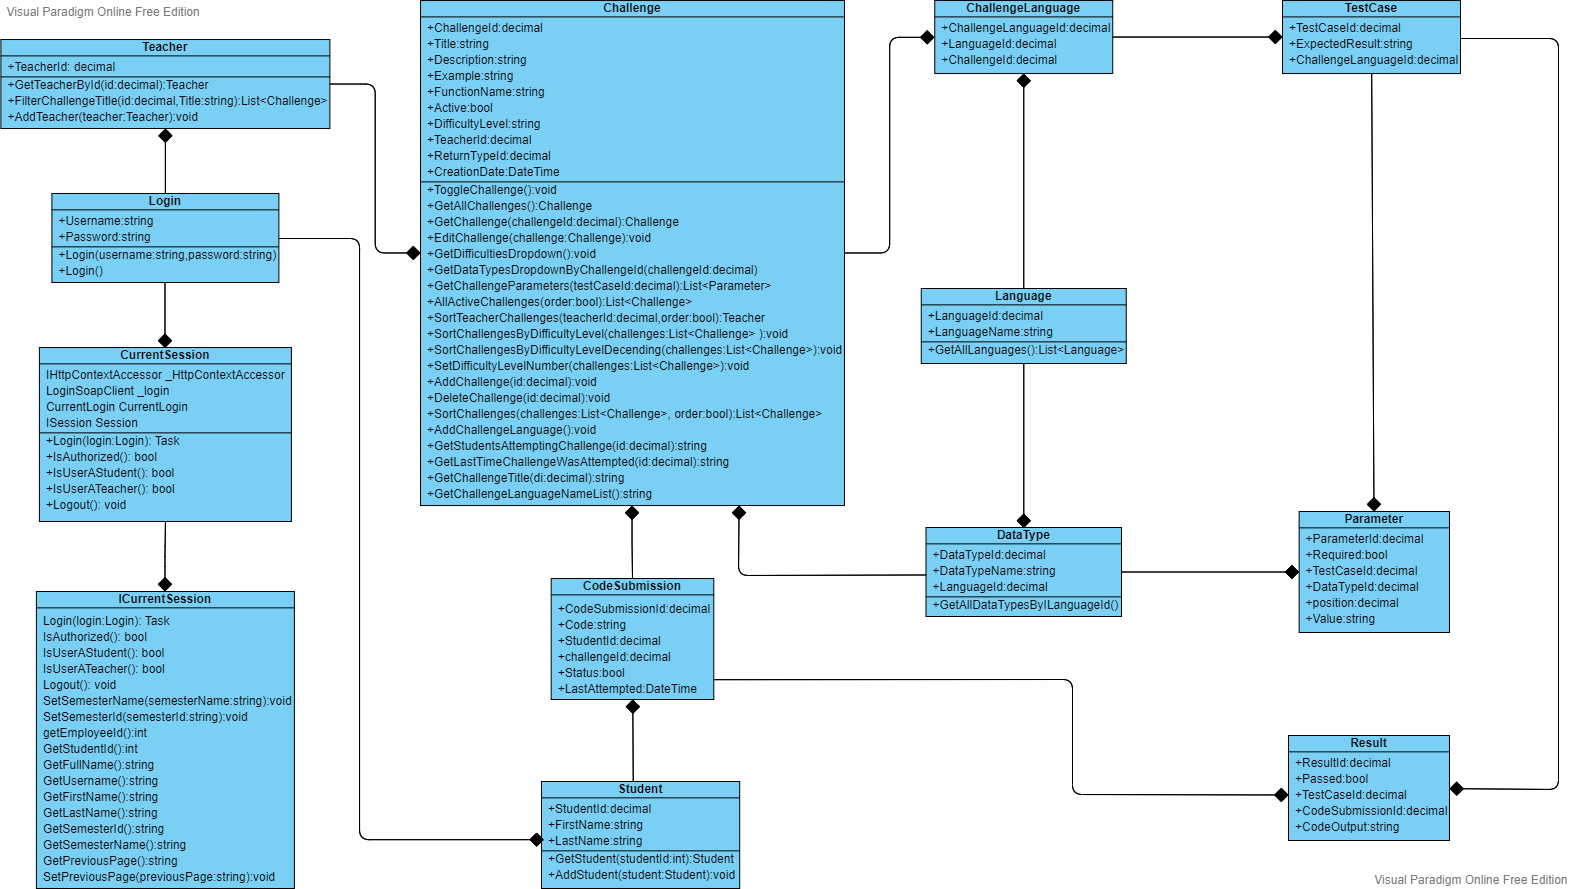 Visual Paradigm Online Free Edition
Teacher
+TeacherId: decimal
+GetTeacherById(id:decimal):Teacher
+FilterChallengeTitle(id:decimal,Title:string):List<Challenge>
+AddTeacher(teacher:Teacher):void
Login
+Username:string
+Password:string
+Login(username:string,password:string)
+Login()
CurrentSession
IHttpContextAccessor _HttpContextAccessor
LoginSoapClient _login
CurrentLogin CurrentLogin
ISession Session
+Login(login:Login): Task
+IsAuthorized(): bool
+IsUserAStudent(): bool
+IsUserATeacher(): bool
+Logout(): void
ICurrentSession
Login(login:Login): Task
IsAuthorized(): bool
IsUserAStudent(): bool
IsUserATeacher(): bool
Logout(): void
SetSemesterName(semesterName:string):void
SetSemesterId(semesterId:string):void
getEmployeeId():int
GetStudentId():int
GetFullName():string
GetUsername():string
GetFirstName():string
GetLastName():string
GetSemesterId():string
GetSemesterName():string
GetPreviousPage():string
SetPreviousPage(previousPage:string):void
Challenge
+ChallengeId:decimal
+Title:string
+Description:string
+Example:string
+FunctionName:string
+Active:bool
+DifficultyLevel:string
+TeacherId:decimal
+ReturnTypeId:decimal
+CreationDate:DateTime
+ToggleChallenge():void
+GetAllChallenges():Challenge
+GetChallenge(challengeId:decimal):Challenge
+EditChallenge(challenge:Challenge):void
+GetDifficultiesDropdown():void
+GetDataTypesDropdownByChallengeId(challengeId:decimal)
+GetChallengeParameters(testCaseId:decimal):List<Parameter>
+AllActiveChallenges(order:bool):List<Challenge>
+SortTeacherChallenges(teacherId:decimal,order:bool):Teacher
+SortChallengesByDifficultyLevel(challenges:List<Challenge> ):void
+SortChallengesByDifficultyLevelDecending(challenges:List<Challenge>):void
+SetDifficultyLevelNumber(challenges:List<Challenge>):void
+AddChallenge(id:decimal):void
+DeleteChallenge(id:decimal):void
+SortChallenges(challenges:List<Challenge>, order:bool):List<Challenge>
+AddChallengeLanguage():void
+GetStudentsAttemptingChallenge(id:decimal):string
+GetLastTimeChallengeWasAttempted(id:decimal):string
+GetChallengeTitle(di:decimal):string
+GetChallengeLanguageNameList():string
CodeSubmission
+CodeSubmissionId:decimal
+Code:string
+StudentId:decimal
+challengeId:decimal
+Status:bool
+LastAttempted:DateTime
Student
+StudentId:decimal
+FirstName:string
+LastName:string
+GetStudent(studentId:int):Student
+AddStudent(student:Student):void
ChallengeLanguage
+ChallengeLanguageId:decimal
+LanguageId:decimal
+ChallengeId:decimal
Language
+LanguageId:decimal
+LanguageName:string
+GetAllLanguages():List<Language>
DataType
+DataTypeId:decimal
+DataTypeName:string
+LanguageId:decimal
+GetAllDataTypesBylLanguageId()
TestCase
+TestCaseId:decimal
+ExpectedResult:string
+ChallengeLanguageId:decimal
Parameter
+ParameterId:decimal
+Required:bool
+TestCaseId:decimal
+DataTypeId:decimal
+position:decimal
+Value:string
Result
+ResultId:decimal
+Passed:bool
+TestCaseId:decimal
+CodeSubmissionId:decimal
+CodeOutput:string
Visual Paradigm Online Free Edition